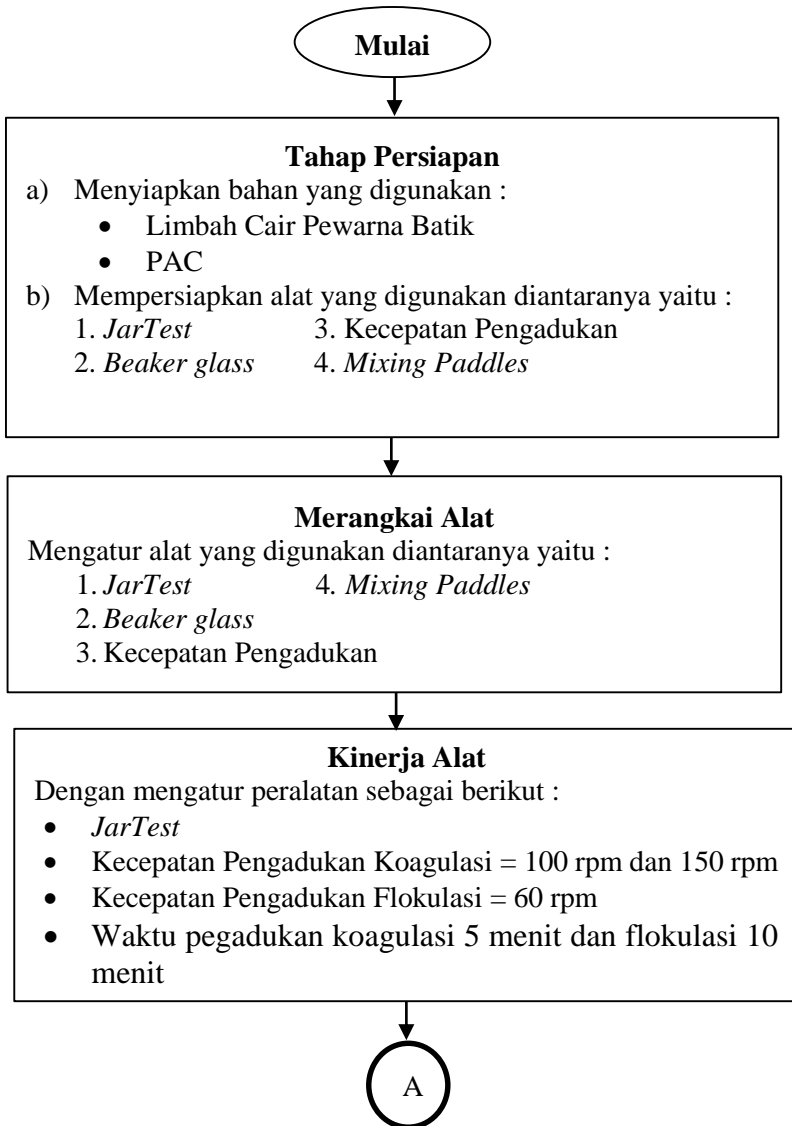 Mulai
Tahap Persiapan
a) Menyiapkan bahan yang digunakan :
• Limbah Cair Pewarna Batik
• PAC
b) Mempersiapkan alat yang digunakan diantaranya yaitu :
1. JarTest 3. Kecepatan Pengadukan
2. Beaker glass 4. Mixing Paddles
Merangkai Alat
Mengatur alat yang digunakan diantaranya yaitu :
1. JarTest 4. Mixing Paddles
2. Beaker glass
3. Kecepatan Pengadukan
Kinerja Alat
Dengan mengatur peralatan sebagai berikut :
• JarTest
• Kecepatan Pengadukan Koagulasi = 100 rpm dan 150 rpm
• Kecepatan Pengadukan Flokulasi = 60 rpm
• Waktu pegadukan koagulasi 5 menit dan flokulasi 10
menit
A